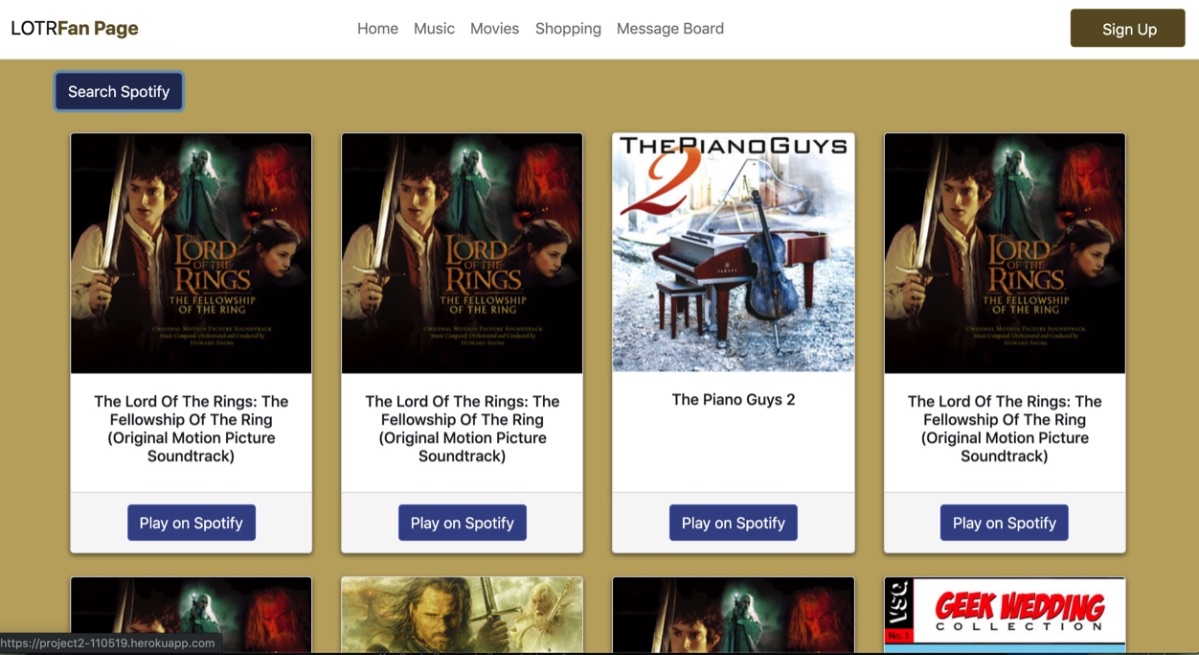 LOTRFan Page Home Music Movies Shopping Message Board Sign Up
Search Spotify
THE
LORD
OF THE
RINGS
THE FELLOWSHIP
OF THE RING
ORIGINAL MOTION PICTURE SOUNDTRACK
Music Composed, Orchestrated and Conducted by
HOWARD SHORE
The Lord Of The Rings: The
Fellowship Of The Ring
(Original Motion Picture
Soundtrack)
Play on Spotify
THE
LORD
OF THE
RINGS
THE FELLOWSHIP
OF THE RING
ORIGINAL MOTION PICTURE SOUNDTRACK
Music Composed, Orchestrated and Conducted by
HOWARD SHORE
The Lord Of The Rings: The
Fellowship Of The Ring
(Original Motion Picture
Soundtrack)
Play on Spotify
THEPIANOGUYS
2
YAMAHA
The Piano Guys 2
Play on Spotify
THE
LORD
OF THE
RINGS
THE FELLOWSHIP
OF THE RING
ORIGINAL MOTION PICTURE SOUNDTRACK
Music Composed, Orchestrated and Conducted by
HOWARD SHORE
The Lord Of The Rings: The
Fellowship Of The Ring
(Original Motion Picture
Soundtrack)
Play on Spotify
VSQ
No. 1
GEEK WEDDING
COLLECTION
https://project2-110519.herokuapp.com